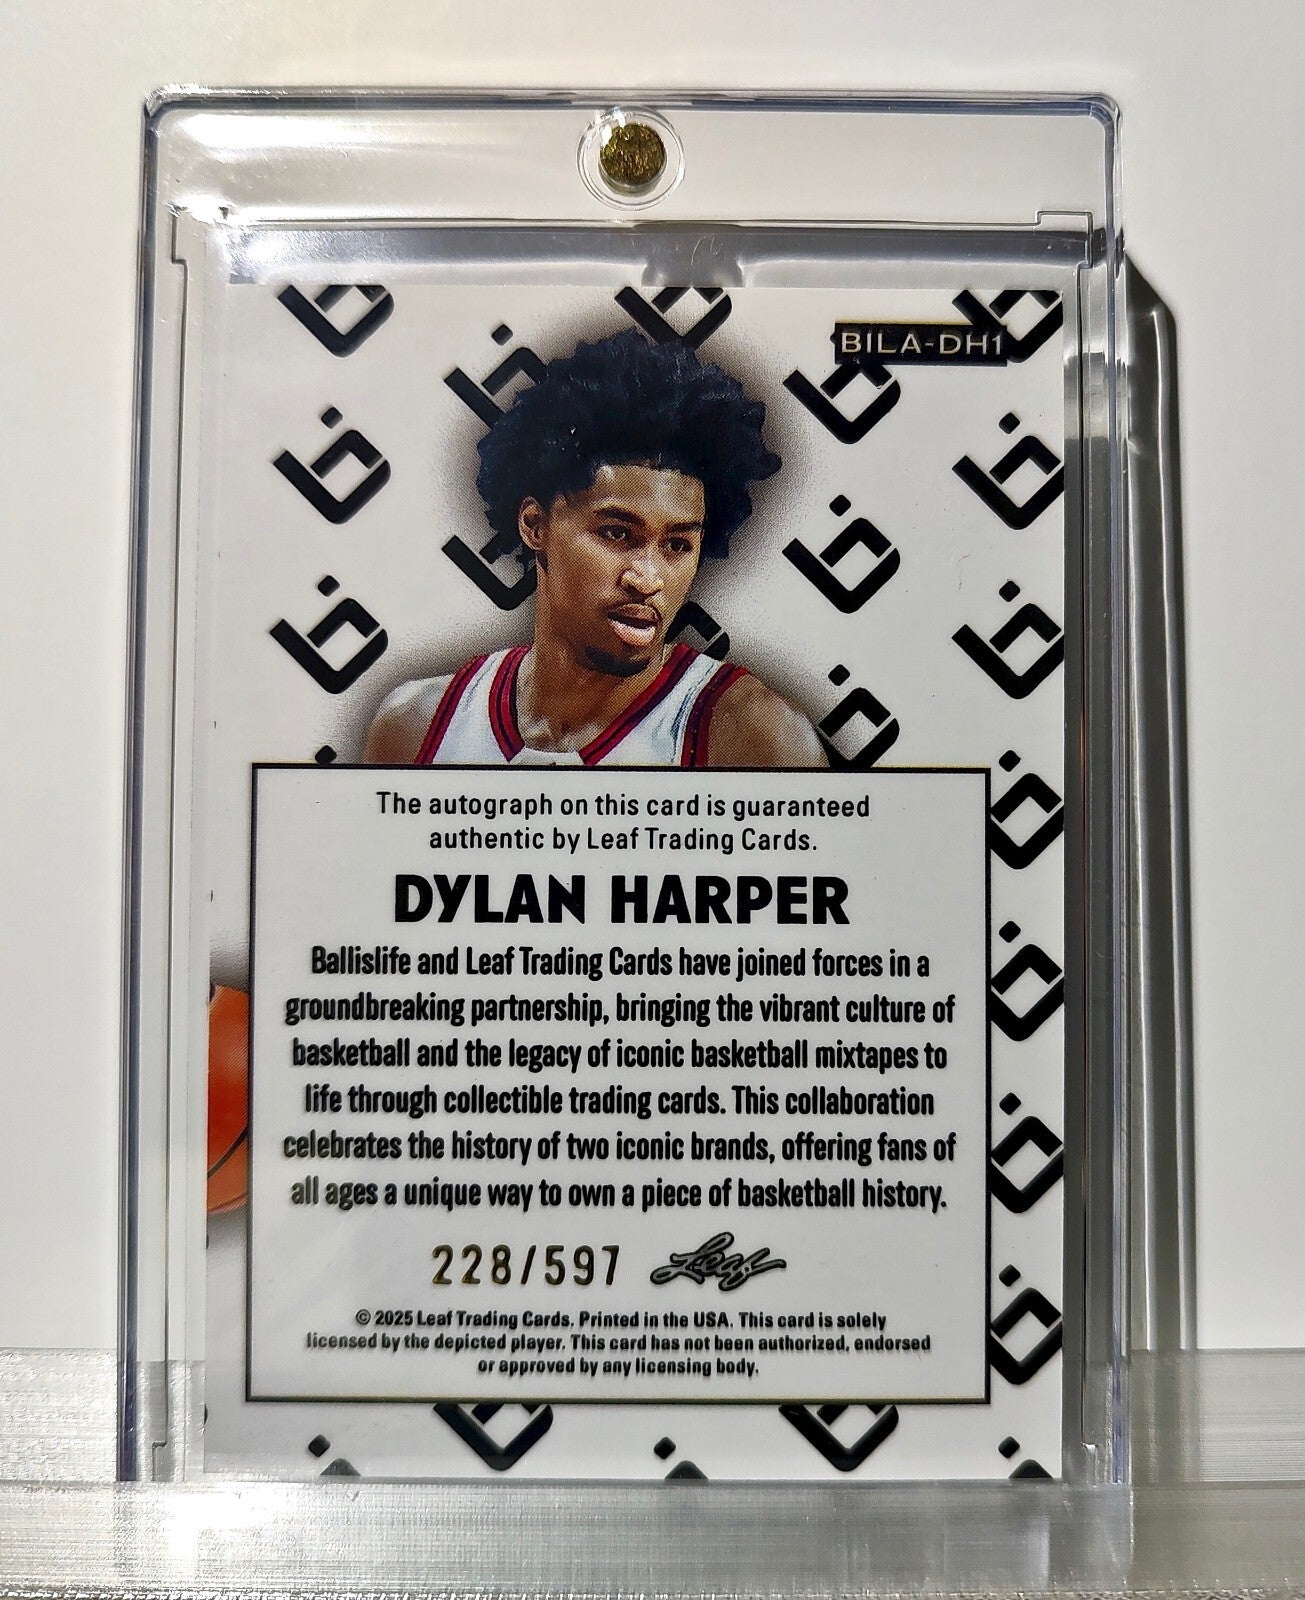 BILA-DH1
The autograph on this card is guaranteed
authentic by Leaf Trading Cards.
DYLAN HARPER
Ballislife and Leaf Trading Cards have joined forces in a
groundbreaking partnership, bringing the vibrant culture of
basketball and the legacy of iconic basketball mixtapes to
life through collectible trading cards. This collaboration
celebrates the history of two iconic brands, offering fans of
all ages a unique way to own a piece of basketball history.
228/597 Leaf
© 2025 Leaf Trading Cards. Printed in the USA. This card is solely
licensed by the depicted player. This card has not been authorized, endorsed
or approved by any licensing body.